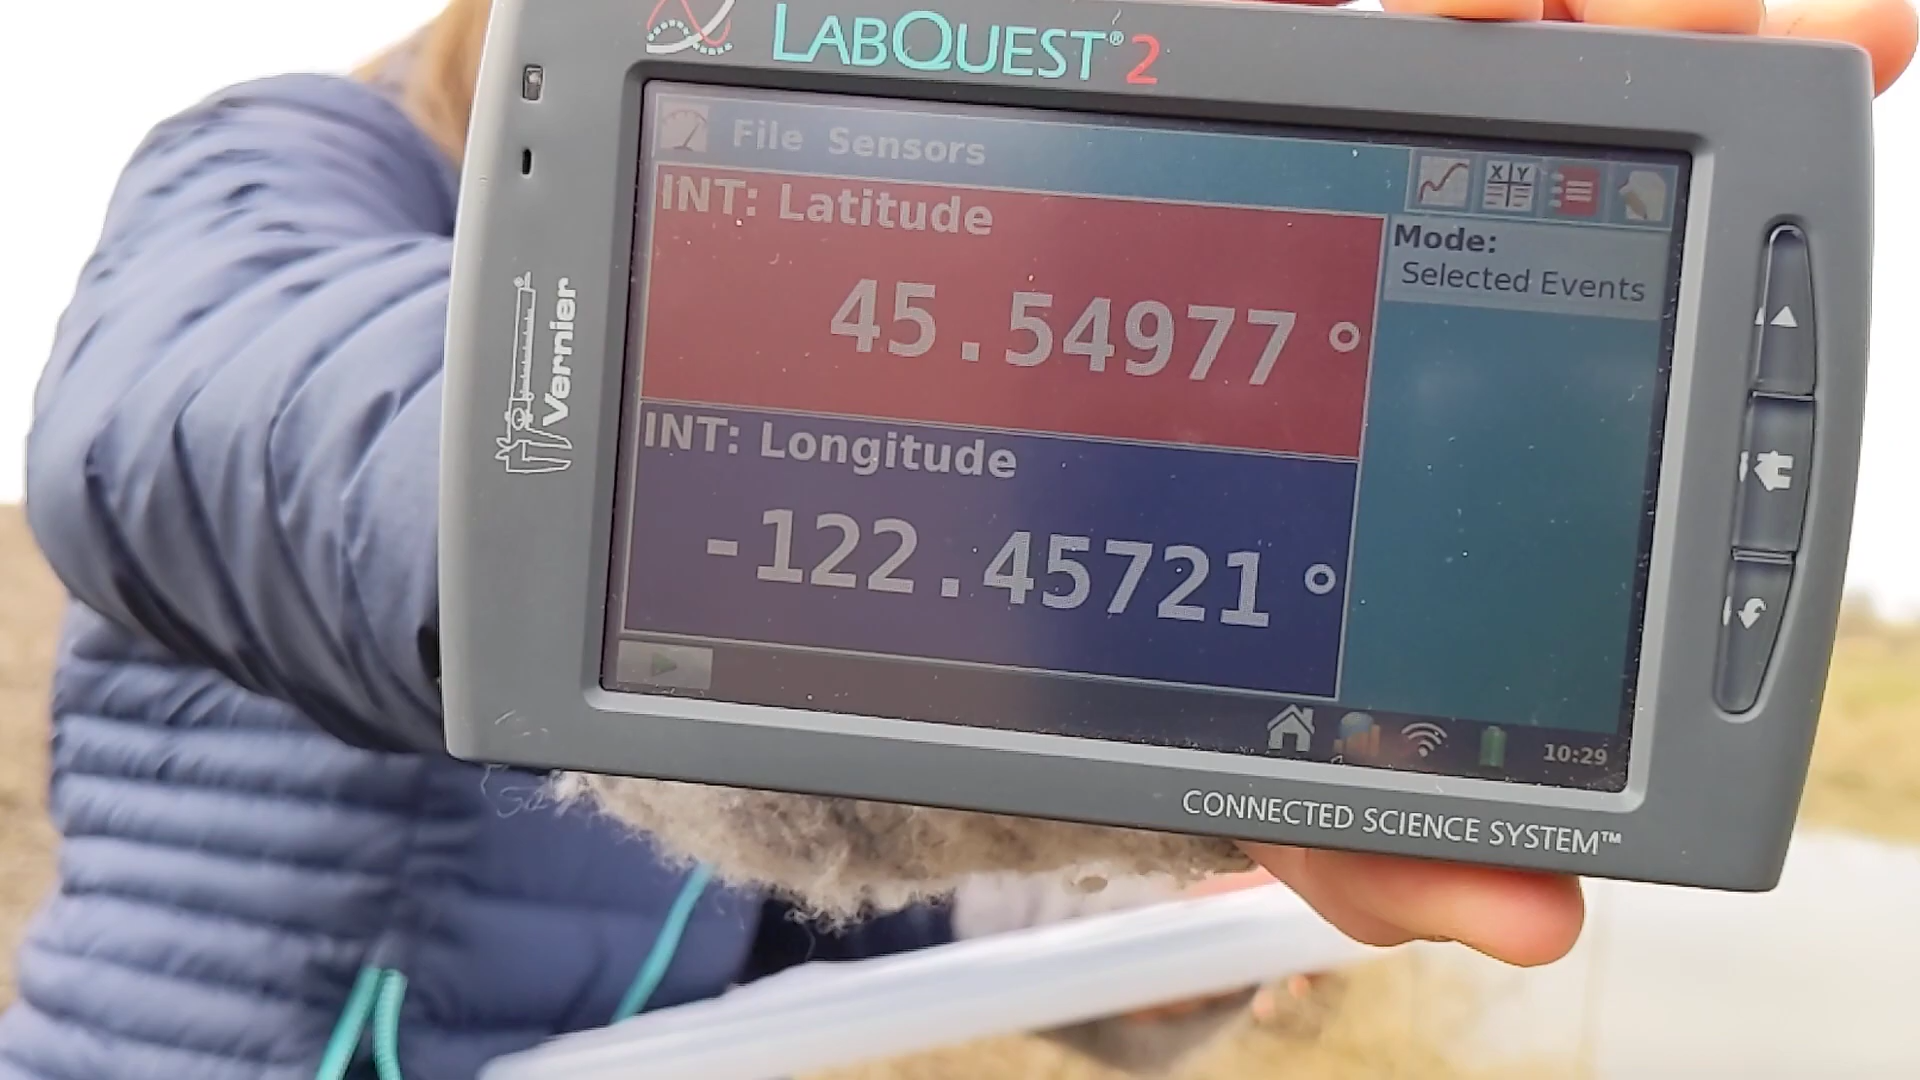 LABQUEST® 2
File Sensors
INT: Latitude
45.54977 °
INT: Longitude
-122.45721 °
X Y
Mode:
Selected Events
10:29
Vernier
CONNECTED SCIENCE SYSTEM™